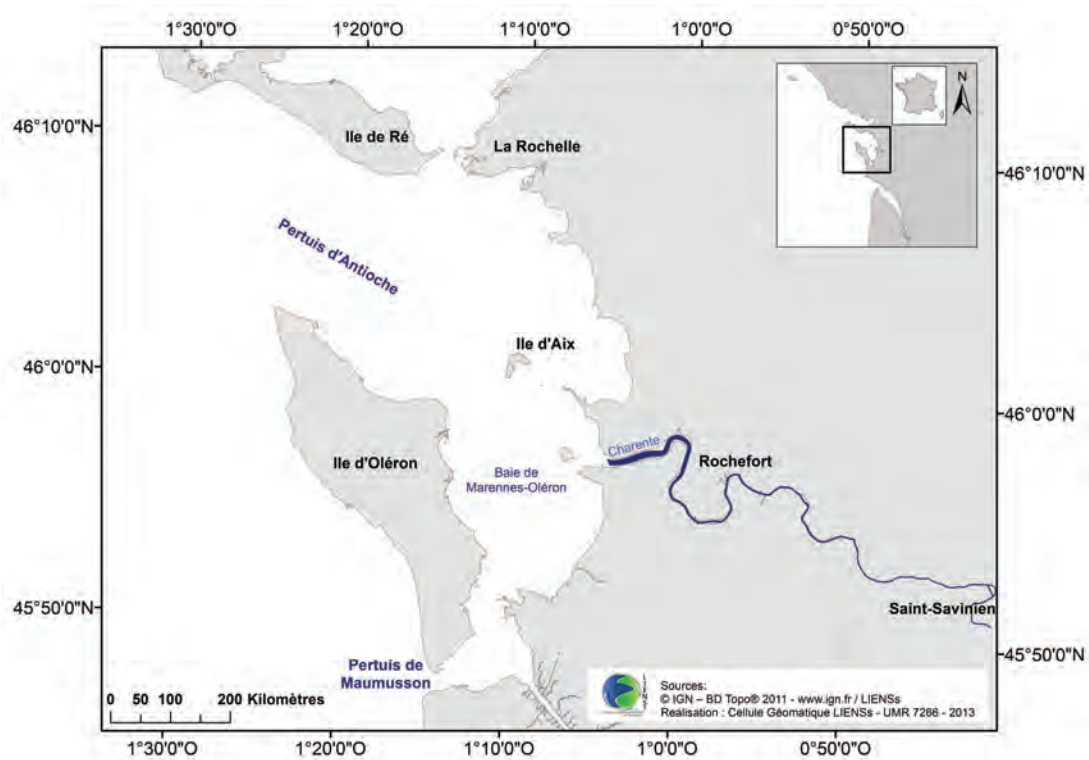 1°30'0"O 1°20'0"O 1°10'0"O 1°0'0"O 0°50'0"O
N
46°10'0"N
Ile de Ré
La Rochelle
46°10'0"N
Pertuis d'Antioche
Ile d'Aix
46°0'0"N
46°0'0"N
Charente
Ile d'Oléron
Rochefort
Baie de
Marennes-Oléron
45°50'0"N
Saint-Savinien
45°50'0"N
Pertuis de
Maumusson
0 50 100 200 Kilomètres
LIENSs
Sources:
© IGN – BD Topo® 2011 - www.ign.fr / LIENSs
Realisation : Cellule Géomatique LIENSs - UMR 7266 - 2013
1°30'0"O 1°20'0"O 1°10'0"O 1°0'0"O 0°50'0"O